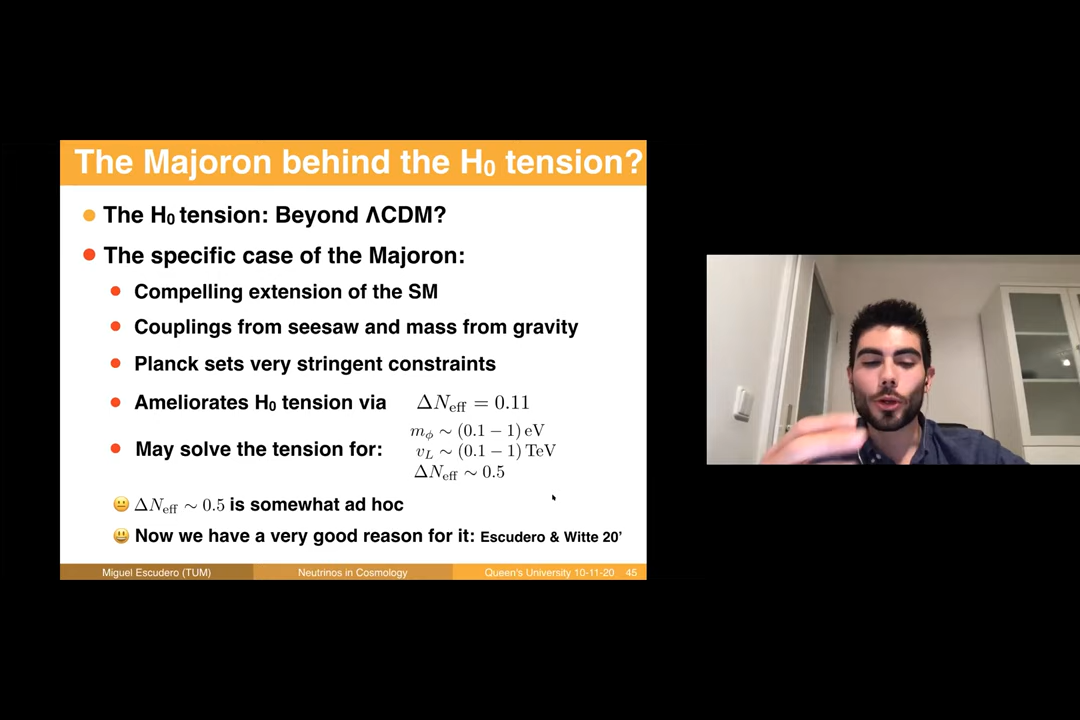 The Majoron behind the H₀ tension?
The H₀ tension: Beyond ΛCDM?
The specific case of the Majoron:
Compelling extension of the SM
Couplings from seesaw and mass from gravity
Planck sets very stringent constraints
Ameliorates H₀ tension via ΔN_eff = 0.11
May solve the tension for:
m_φ ∼ (0.1 − 1) eV
v_L ∼ (0.1 − 1) TeV
ΔN_eff ∼ 0.5
😐 ΔN_eff ∼ 0.5 is somewhat ad hoc
😃 Now we have a very good reason for it: Escudero & Witte 20’
Miguel Escudero (TUM) Neutrinos in Cosmology Queen's University 10-11-20 45